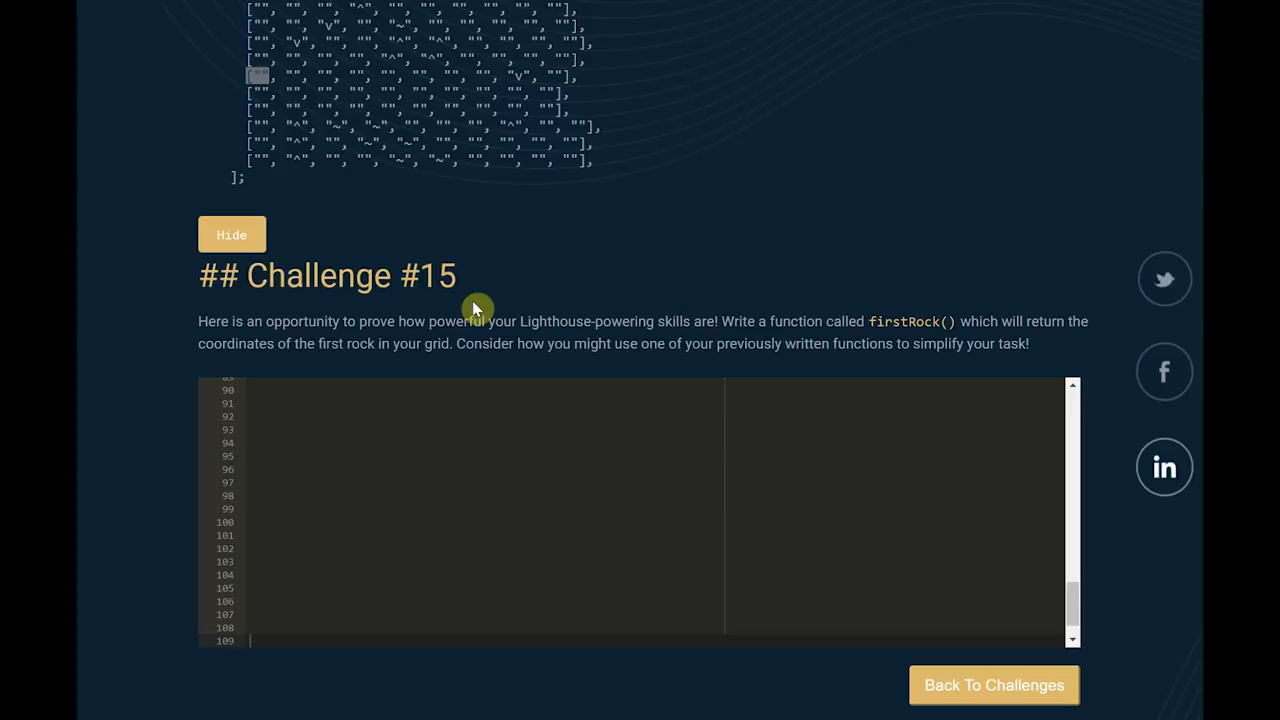 ["", "", "", "^", "", "", "", "", "", ""],
["", "", "v", "", "~", "", "", "", "", ""],
["", "v", "", "", "^", "^", "", "", "", ""],
["", "", "", "", "^", "^", "", "", "", ""],
["", "", "", "", "", "", "", "", "v", ""],
["", "", "", "", "", "", "", "", "", ""],
["", "", "", "", "", "", "", "", "", ""],
["", "^", "~", "~", "", "", "", "^", "", ""],
["", "^", "", "~", "~", "", "", "", "", ""],
["", "^", "", "", "~", "~", "", "", "", ""],
];
Hide
## Challenge #15
Here is an opportunity to prove how powerful your Lighthouse-powering skills are! Write a function called firstRock() which will return the
coordinates of the first rock in your grid. Consider how you might use one of your previously written functions to simplify your task!
89
90
91
92
93
94
95
96
97
98
99
100
101
102
103
104
105
106
107
108
109
Back To Challenges
f
in